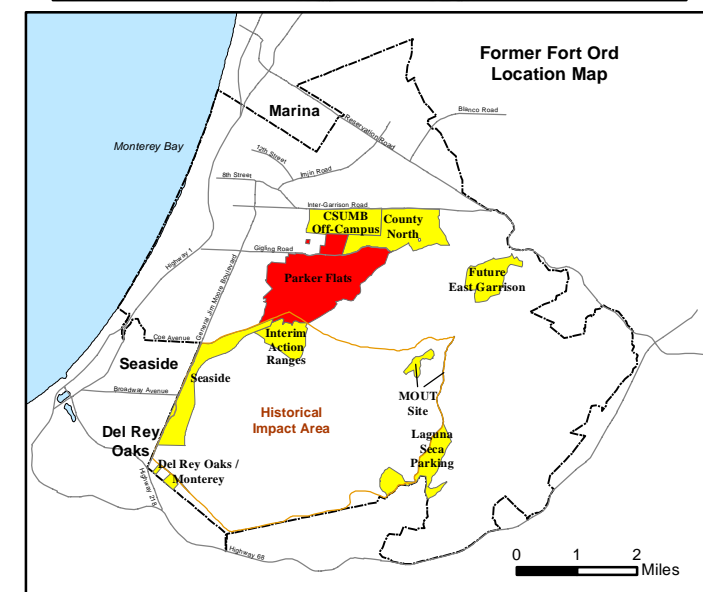 Former Fort Ord
Location Map
Marina
Blanco Road
Reservation Road
Monterey Bay
12th Street
Imjin Road
8th Street
Inter-Garrison Road
CSUMB
Off-Campus
County
North
Gigling Road
Highway 1
General Jim Moore Boulevard
Parker Flats
Future
East Garrison
Coe Avenue
Interim
Action
Ranges
Seaside
Seaside
Broadway Avenue
MOUT
Site
Historical
Impact Area
Del Rey
Oaks
Laguna
Seca
Parking
Del Rey Oaks /
Monterey
Highway 218
Highway 68
0 1 2
Miles